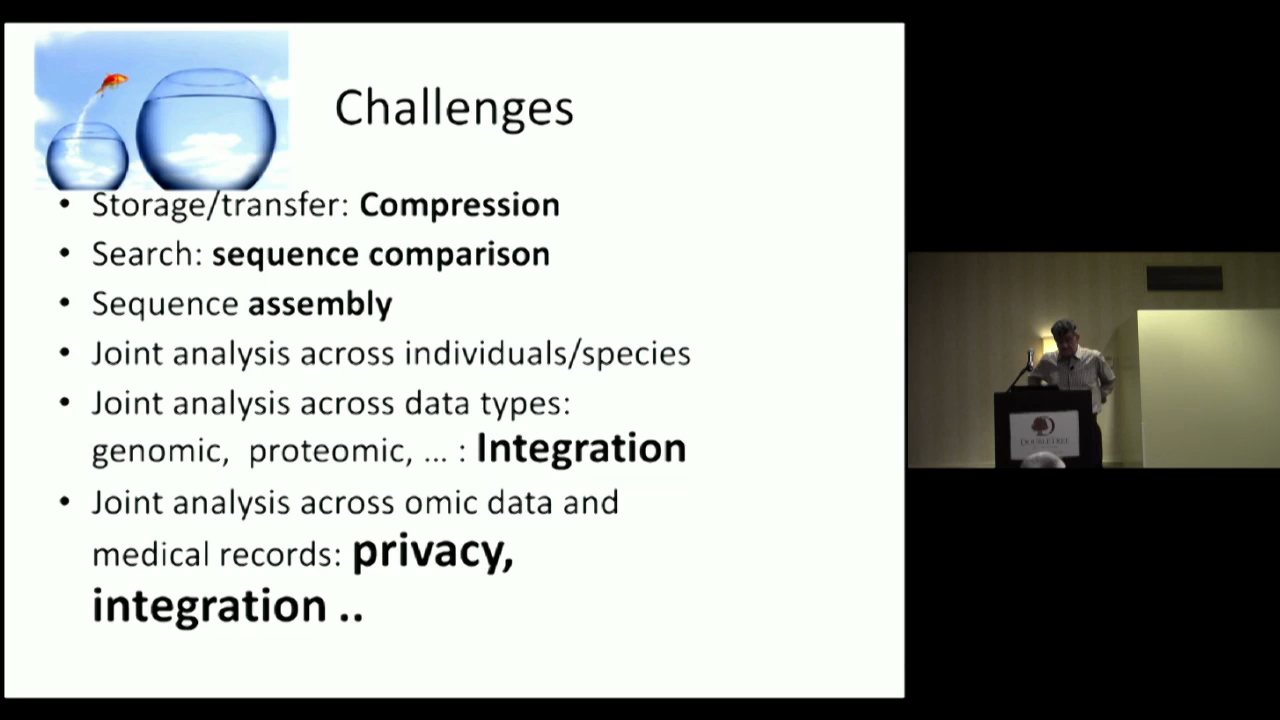 Challenges
• Storage/transfer: Compression
• Search: sequence comparison
• Sequence assembly
• Joint analysis across individuals/species
• Joint analysis across data types:
genomic, proteomic, ... : Integration
• Joint analysis across omic data and
medical records: privacy,
integration ..
DOUBLETREE